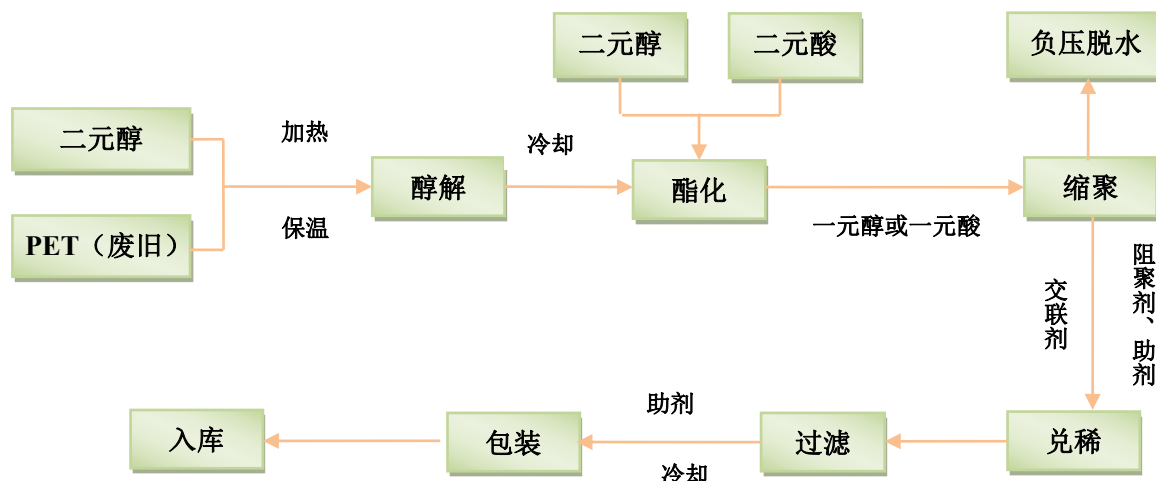 二元醇
二元酸
负压脱水
二元醇
加热
冷却
醇解
酯化
缩聚
PET（废旧）
保温
一元醇或一元酸
交联剂
阻聚剂、助剂
助剂
入库
包装
过滤
兑稀
冷却